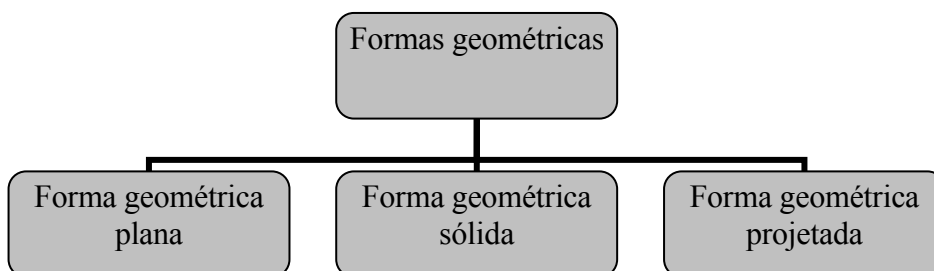 Formas geométricas
Forma geométrica
plana
Forma geométrica
sólida
Forma geométrica
projetada